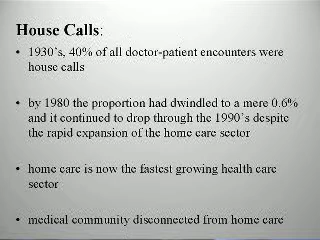 House Calls:
• 1930's, 40% of all doctor-patient encounters were
house calls
• by 1980 the proportion had dwindled to a mere 0.6%
and it continued to drop through the 1990's despite
the rapid expansion of the home care sector
• home care is now the fastest growing health care
sector
• medical community disconnected from home care